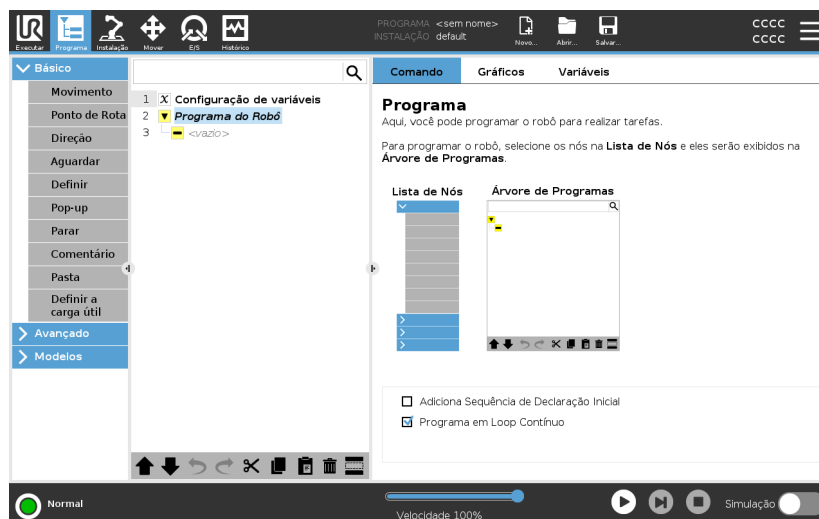 Executar
Programa
Instalação
Mover
E/S
Histórico
PROGRAMA <sem nome>
INSTALAÇÃO default
Novo...
Abrir...
Salvar...
CCCC
CCCC
Básico
Movimento
Ponto de Rota
Direção
Aguardar
Definir
Pop-up
Parar
Comentário
Pasta
Definir a
carga útil
Avançado
Modelos
1 X Configuração de variáveis
2 Programa do Robô
3 <vazio>
Comando Gráficos Variáveis
Programa
Aqui, você pode programar o robô para realizar tarefas.
Para programar o robô, selecione os nós na Lista de Nós e eles serão exibidos na
Árvore de Programas.
Lista de Nós Árvore de Programas
Adiciona Sequência de Declaração Inicial
Programa em Loop Contínuo
Normal
Velocidade 100%
Simulação